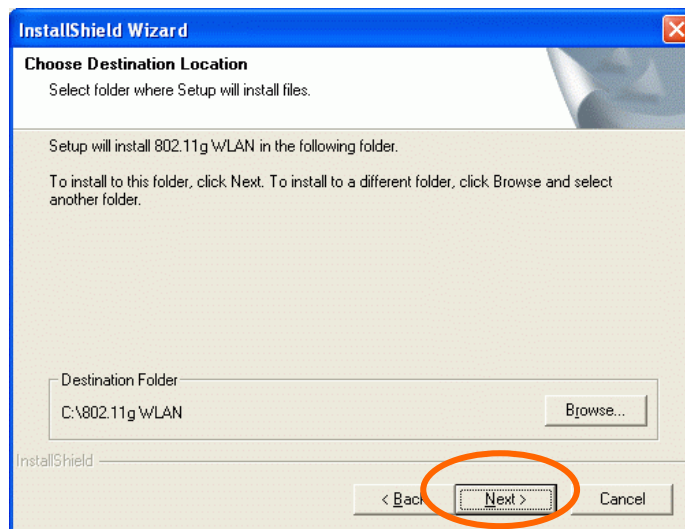 InstallShield Wizard
Choose Destination Location
Select folder where Setup will install files.
Setup will install 802.11g WLAN in the following folder.
To install to this folder, click Next. To install to a different folder, click Browse and select
another folder.
Destination Folder
C:\802.11g WLAN
Browse...
InstallShield
< Back
Next >
Cancel